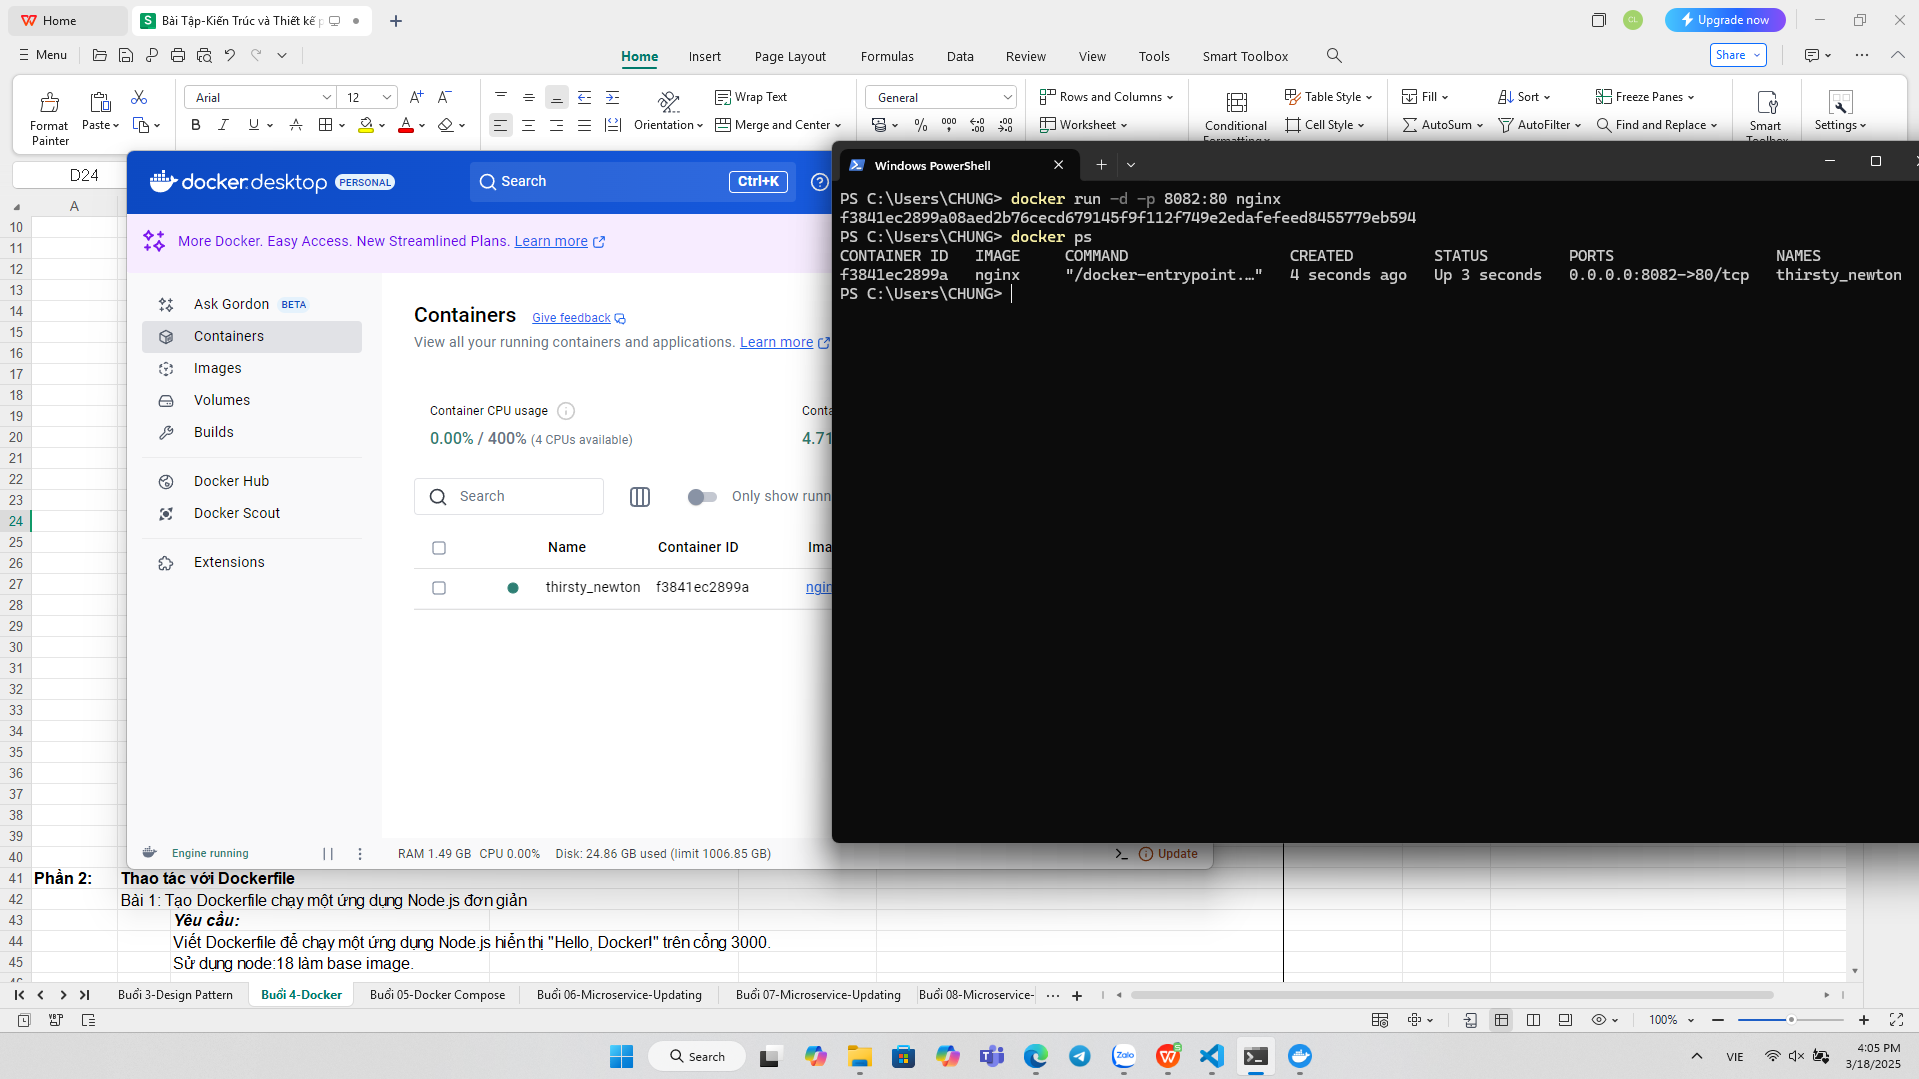 Home
Bài Tập-Kiến Trúc và Thiết kế p
CL
Upgrade now
Menu
Home
Insert
Page Layout
Formulas
Data
Review
View
Tools
Smart Toolbox
Share
Format
Painter
Paste
Arial
12
Orientation
Wrap Text
Merge and Center
General
Rows and Columns
Worksheet
Conditional
Formatting
Table Style
Cell Style
Fill
AutoSum
Sort
AutoFilter
Freeze Panes
Find and Replace
Smart
Toolbox
Settings
D24
A
docker.desktop
PERSONAL
Search
Ctrl+K
More Docker. Easy Access. New Streamlined Plans. Learn more
Ask Gordon BETA
Containers
Images
Volumes
Builds
Docker Hub
Docker Scout
Extensions
Containers
Give feedback
View all your running containers and applications. Learn more
Container CPU usage
0.00% / 400% (4 CPUs available)
4.71
Search
Only show runn
Name
Container ID
Ima
thirsty_newton
f3841ec2899a
ngin
Engine running
RAM 1.49 GB CPU 0.00%
Disk: 24.86 GB used (limit 1006.85 GB)
Update
Windows PowerShell
PS C:\Users\CHUNG> docker run -d -p 8082:80 nginx
f3841ec2899a08aed2b76cecd679145f9f112f749e2edafefeed8455779eb594
PS C:\Users\CHUNG> docker ps
CONTAINER ID IMAGE COMMAND CREATED STATUS PORTS NAMES
f3841ec2899a nginx "/docker-entrypoint.…" 4 seconds ago Up 3 seconds 0.0.0.0:8082->80/tcp thirsty_newton
PS C:\Users\CHUNG>
10
11
12
13
14
15
16
17
18
19
20
21
22
23
24
25
26
27
28
29
30
31
32
33
34
35
36
37
38
39
40
41 Phần 2: Thao tác với Dockerfile
42 Bài 1: Tạo Dockerfile chạy một ứng dụng Node.js đơn giản
43 Yêu cầu:
44 Viết Dockerfile để chạy một ứng dụng Node.js hiển thị "Hello, Docker!" trên cổng 3000.
45 Sử dụng node:18 làm base image.
Buổi 3-Design Pattern
Buổi 4-Docker
Buổi 05-Docker Compose
Buổi 06-Microservice-Updating
Buổi 07-Microservice-Updating
Buổi 08-Microservice-
100%
Search
Zalo
VIE
4:05 PM
3/18/2025